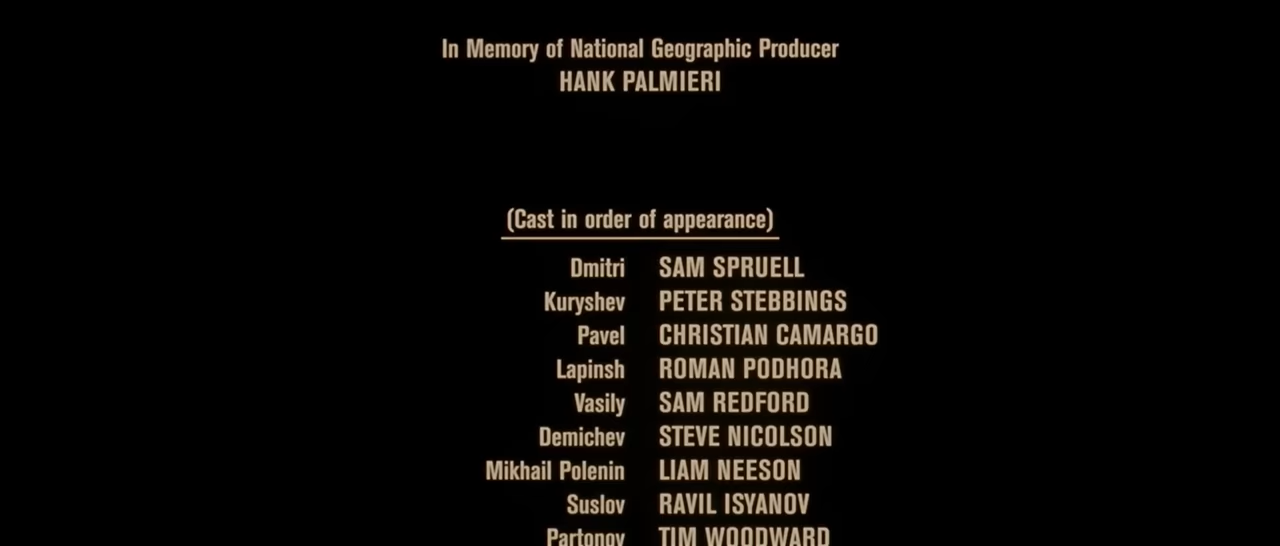 In Memory of National Geographic Producer
HANK PALMIERI
(Cast in order of appearance)
Dmitri SAM SPRUELL
Kuryshev PETER STEBBINGS
Pavel CHRISTIAN CAMARGO
Lapinsh ROMAN PODHORA
Vasily SAM REDFORD
Demichev STEVE NICOLSON
Mikhail Polenin LIAM NEESON
Suslov RAVIL ISYANOV
Partonov TIM WOODWARD